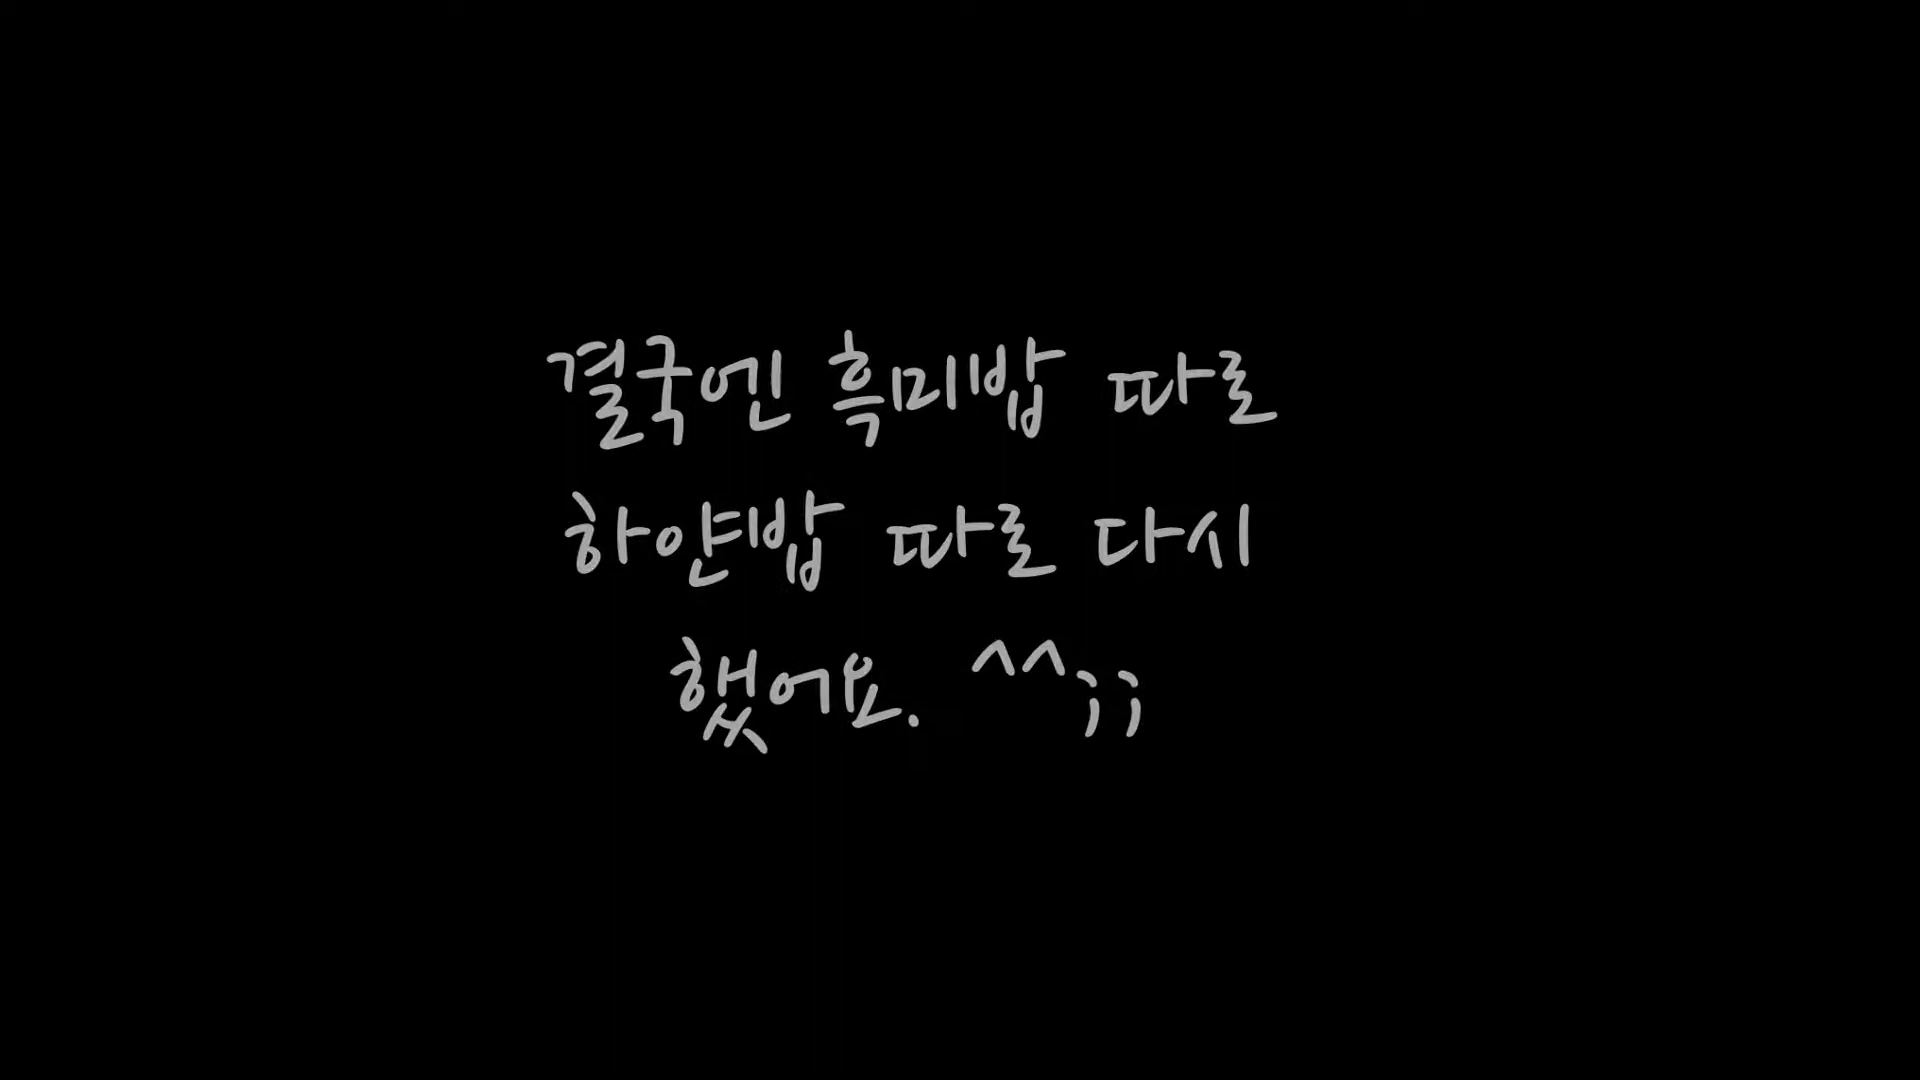 결국엔 흑미밥 따로
하얀밥 따로 다시
했어요. ^^;;